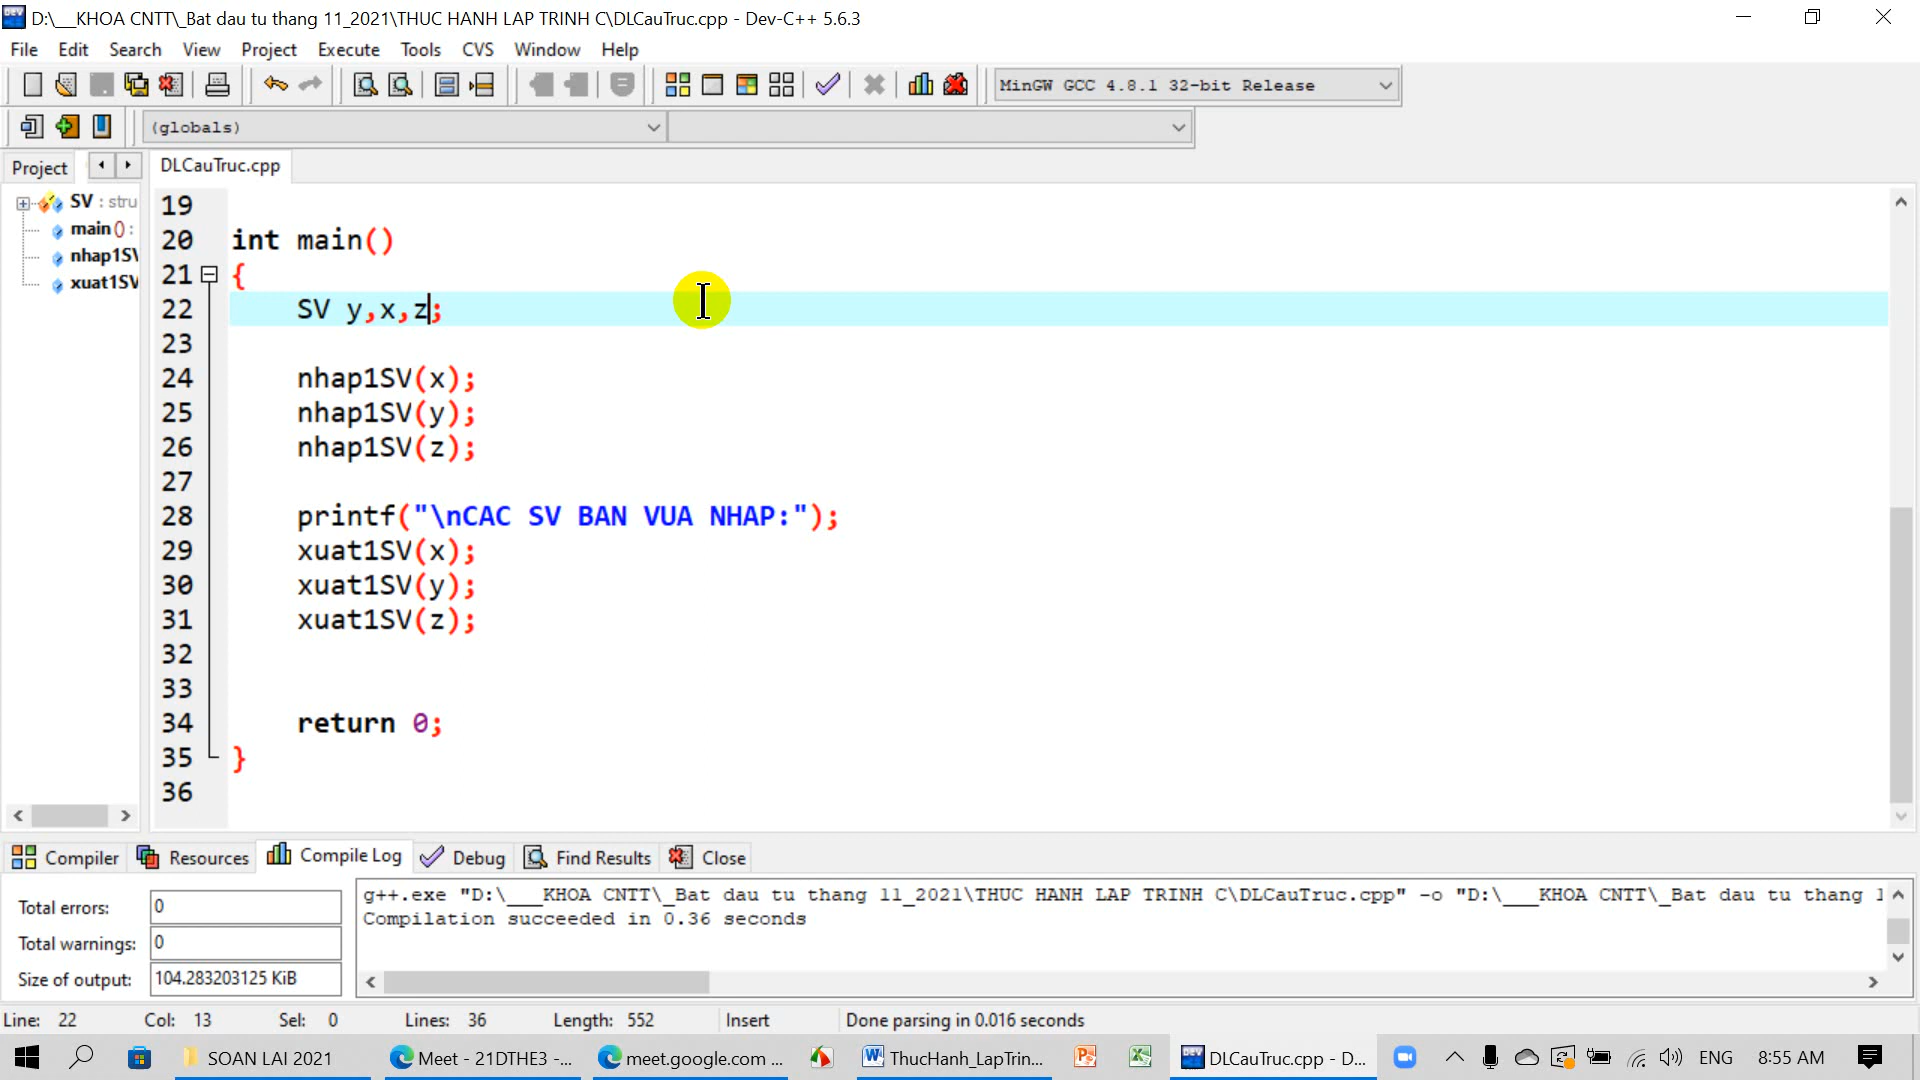 D:\___KHOA CNTT\_Bat dau tu thang 11_2021\THUC HANH LAP TRINH C\DLCauTruc.cpp - Dev-C++ 5.6.3
File Edit Search View Project Execute Tools CVS Window Help
MinGW GCC 4.8.1 32-bit Release
(globals)
Project
DLCauTruc.cpp
SV : stru
main() :
nhap1SV
xuat1SV
19
20 int main()
21 {
22 SV y,x,z;
23
24 nhap1SV(x);
25 nhap1SV(y);
26 nhap1SV(z);
27
28 printf("\nCAC SV BAN VUA NHAP:");
29 xuat1SV(x);
30 xuat1SV(y);
31 xuat1SV(z);
32
33
34 return 0;
35 }
36
Compiler Resources Compile Log Debug Find Results Close
Total errors: 0
Total warnings: 0
Size of output: 104.283203125 KiB
g++.exe "D:\___KHOA CNTT\_Bat dau tu thang 11_2021\THUC HANH LAP TRINH C\DLCauTruc.cpp" -o "D:\___KHOA CNTT\_Bat dau tu thang 1
Compilation succeeded in 0.36 seconds
Line: 22 Col: 13 Sel: 0 Lines: 36 Length: 552 Insert Done parsing in 0.016 seconds
SOAN LAI 2021 Meet - 21DTHE3 -... meet.google.com ... ThucHanh_LapTrin... DLCauTruc.cpp - D... ENG 8:55 AM